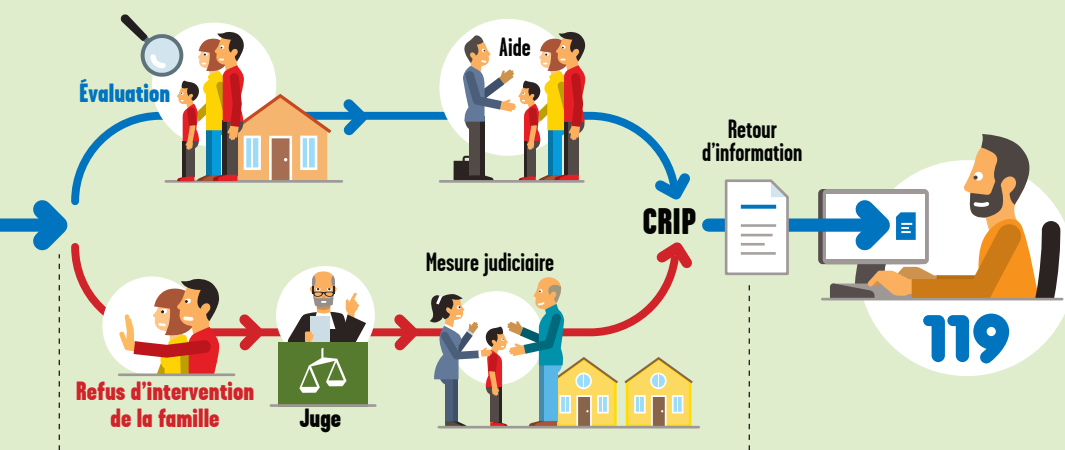 Évaluation
Aide
Retour
d'information
CRIP
Mesure judiciaire
Refus d'intervention
de la famille
Juge
119